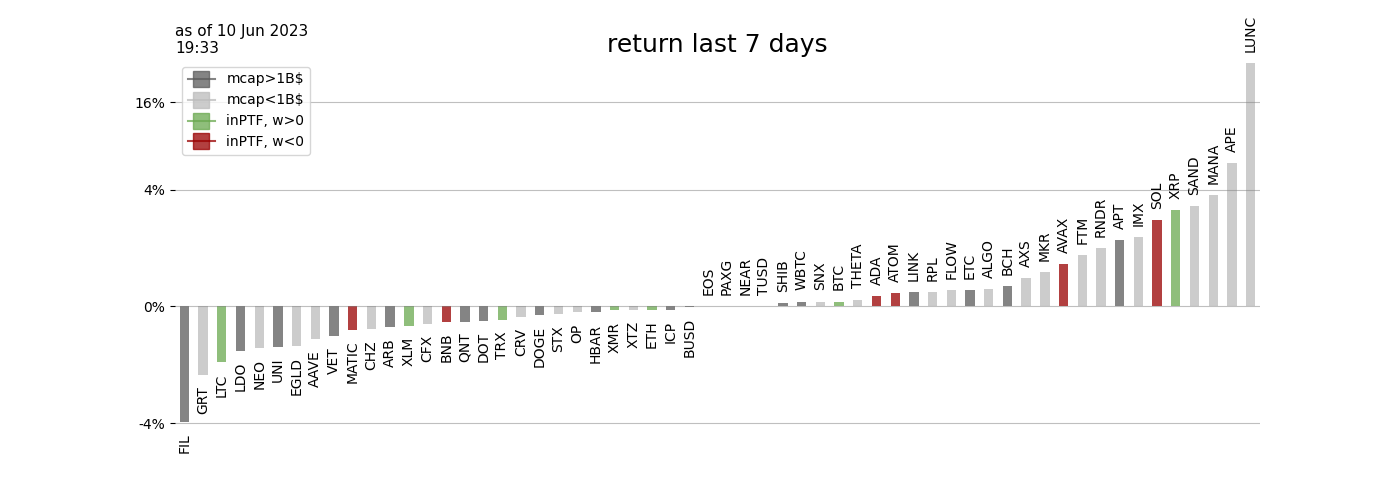 as of 10 Jun 2023
19:33
return last 7 days
mcap>1B$
mcap<1B$
inPTF, w>0
inPTF, w<0
16%
4%
0%
-4%
FIL
GRT
LTC
LDO
NEO
UNI
EGLD
AAVE
VET
MATIC
CHZ
ARB
XLM
CFX
BNB
QNT
DOT
TRX
CRV
DOGE
STX
OP
HBAR
XMR
XTZ
ETH
ICP
BUSD
EOS
PAXG
NEAR
TUSD
SHIB
WBTC
SNX
BTC
THETA
ADA
ATOM
LINK
RPL
FLOW
ETC
ALGO
BCH
AXS
MKR
AVAX
FTM
RNDR
APT
IMX
SOL
XRP
SAND
MANA
APE
LUNC